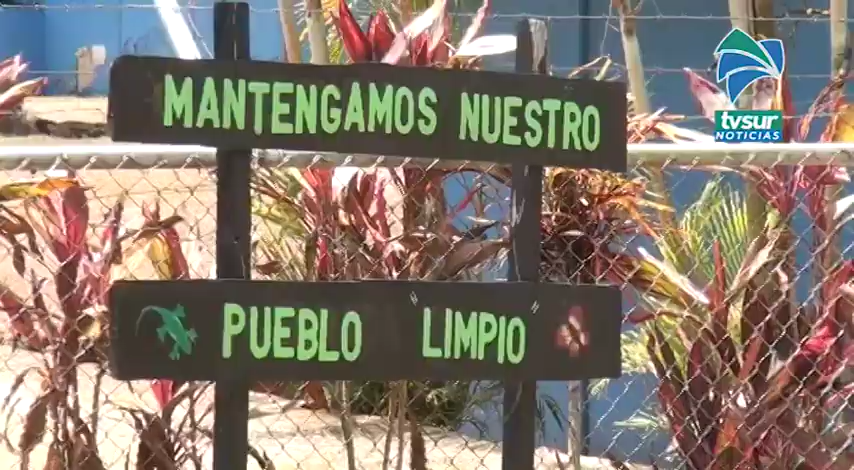 MANTENGAMOS NUESTRO
PUEBLO "LIMPIO"
tvsur
NOTICIAS